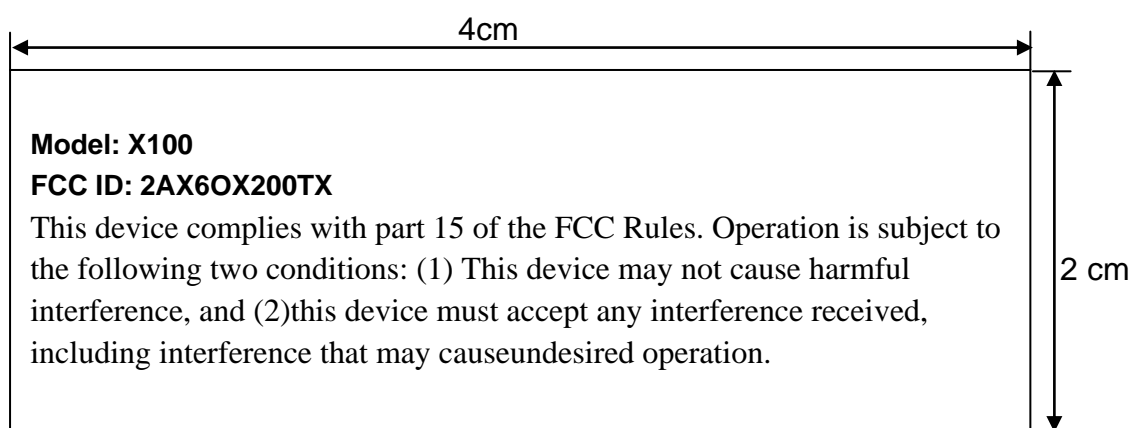 4cm
Model: X100
FCC ID: 2AX6OX200TX
This device complies with part 15 of the FCC Rules. Operation is subject to
the following two conditions: (1) This device may not cause harmful
interference, and (2)this device must accept any interference received,
including interference that may causeundesired operation.
2 cm